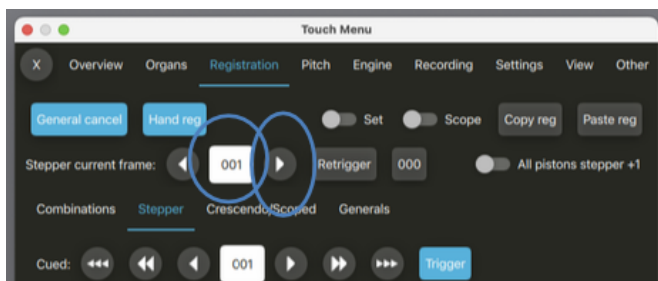 Touch Menu
X Overview Organs Registration Pitch Engine Recording Settings View Other
General cancel Hand reg Set Scope Copy reg Paste reg
Stepper current frame: 001 Retrigger 000 All pistons stepper +1
Combinations Stepper Crescendo/Scoped Generals
Cued: 001 Trigger